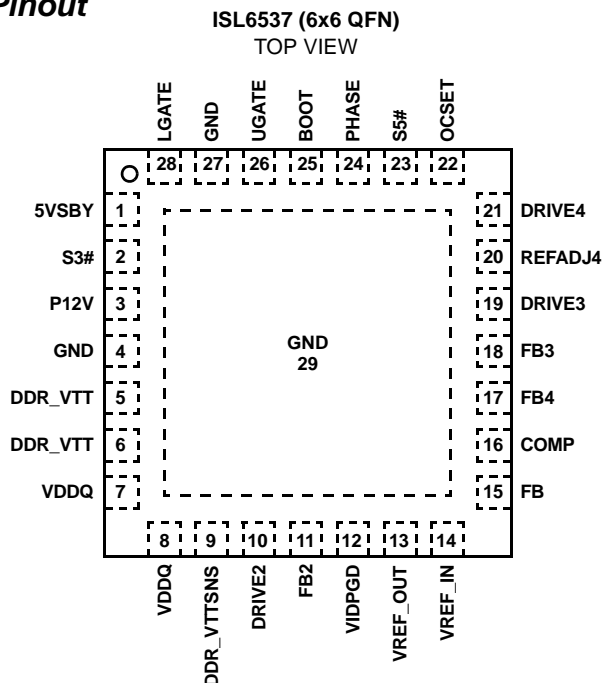 Pinout
ISL6537 (6x6 QFN)
TOP VIEW
LGATE
GND
UGATE
BOOT
PHASE
S5#
OCSET
28 27 26 25 24 23 22
5VSBY 1
21 DRIVE4
S3# 2
20 REFADJ4
P12V 3
19 DRIVE3
GND 4
18 FB3
GND
29
DDR_VTT 5
17 FB4
DDR_VTT 6
16 COMP
VDDQ 7
15 FB
8 9 10 11 12 13 14
VDDQ
DDR_VTTSNS
DRIVE2
FB2
VIDPGD
VREF_OUT
VREF_IN